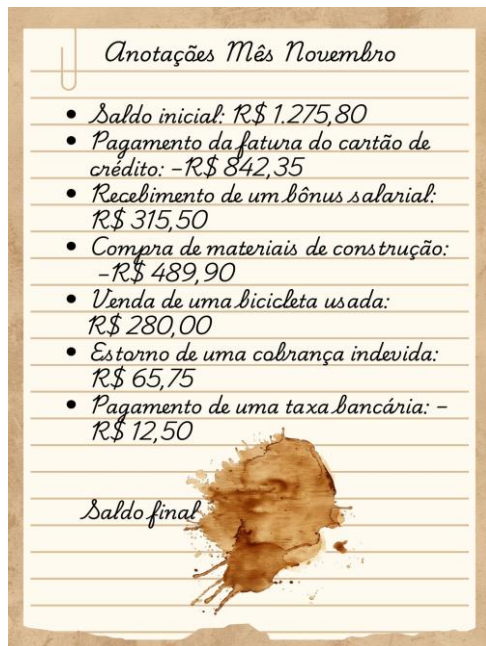 Anotações Mês Novembro
• Saldo inicial: R$ 1.275,80
• Pagamento da fatura do cartão de
crédito: -R$ 842,35
• Recebimento de um bônus salarial:
R$ 315,50
• Compra de materiais de construção:
-R$ 489,90
• Venda de uma bicicleta usada:
R$ 280,00
• Estorno de uma cobrança indevida:
R$ 65,75
• Pagamento de uma taxa bancária: -
R$ 12,50
Saldo final